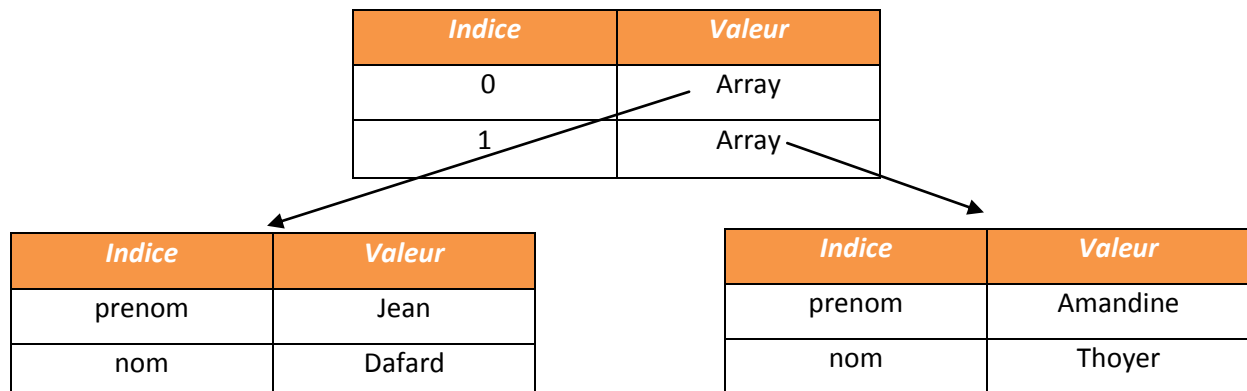 Indice Valeur
0 Array
1 Array
Indice Valeur
prenom Jean
nom Dafard
Indice Valeur
prenom Amandine
nom Thoyer